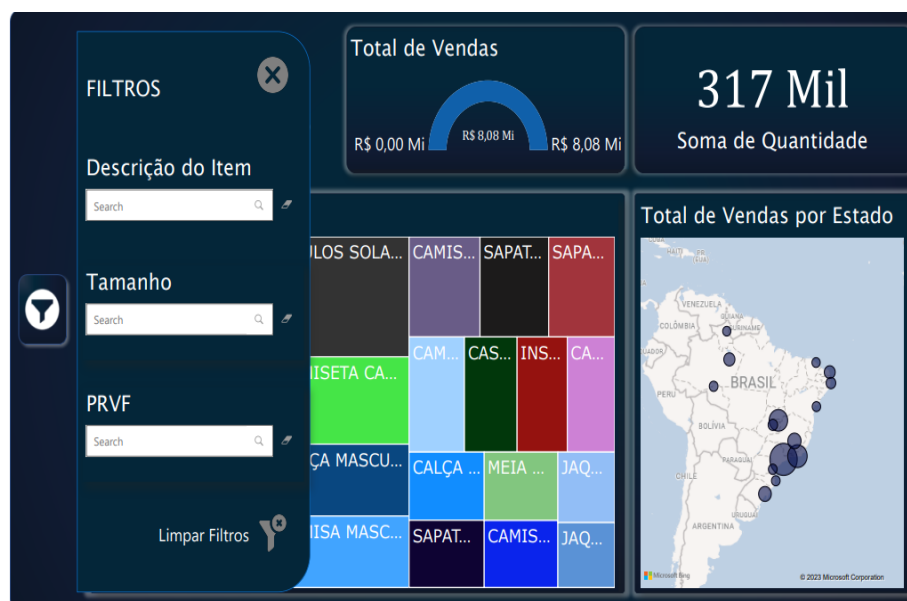 FILTROS
Descrição do Item
Search
Tamanho
Search
PRVF
Search
Limpar Filtros
Total de Vendas
R$ 0,00 Mi
R$ 8,08 Mi
R$ 8,08 Mi
317 Mil
Soma de Quantidade
ULOS SOLA...
CAMIS...
SAPAT...
SAPA...
ISETA CA...
CAM...
CAS...
INS...
CA...
ÇA MASCU...
CALÇA ...
MEIA ...
JAQ...
ISA MASC...
SAPAT...
CAMIS...
JAQ...
Total de Vendas por Estado
HAITI
VENEZUELA
GUIANA
COLÔMBIA
SURINAME
BRASIL
PERU
BOLÍVIA
PARAGUAI
CHILE
URUGUAI
ARGENTINA
Microsoft Bing
© 2023 Microsoft Corporation